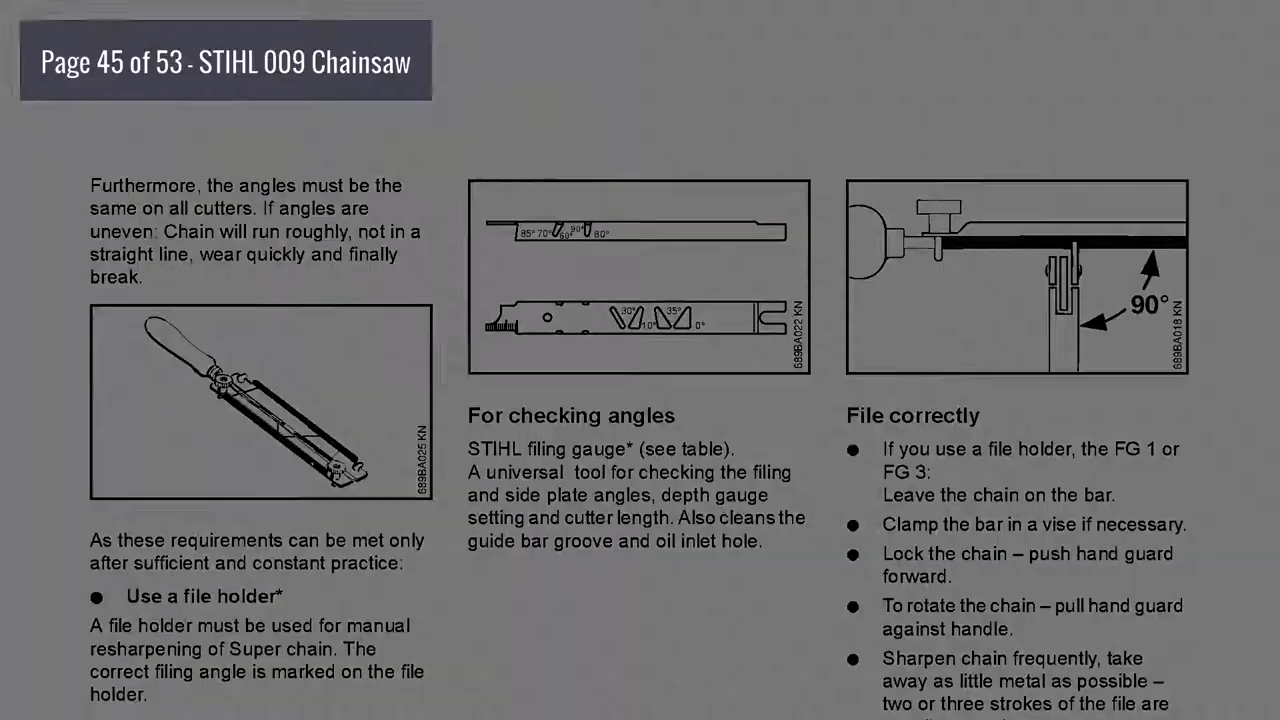 Page 45 of 53 - STIHL 009 Chainsaw
Furthermore, the angles must be the
same on all cutters. If angles are
uneven: Chain will run roughly, not in a
straight line, wear quickly and finally
break.
689BA025 KN
As these requirements can be met only
after sufficient and constant practice:
● Use a file holder*
A file holder must be used for manual
resharpening of Super chain. The
correct filing angle is marked on the file
holder.
85° 70° 60° 90° 80°
30° 10° 35° 0°
689BA022 KN
For checking angles
STIHL filing gauge* (see table).
A universal tool for checking the filing
and side plate angles, depth gauge
setting and cutter length. Also cleans the
guide bar groove and oil inlet hole.
90°
689BA018 KN
File correctly
● If you use a file holder, the FG 1 or
FG 3:
Leave the chain on the bar.
● Clamp the bar in a vise if necessary.
● Lock the chain – push hand guard
forward.
● To rotate the chain – pull hand guard
against handle.
● Sharpen chain frequently, take
away as little metal as possible –
two or three strokes of the file are